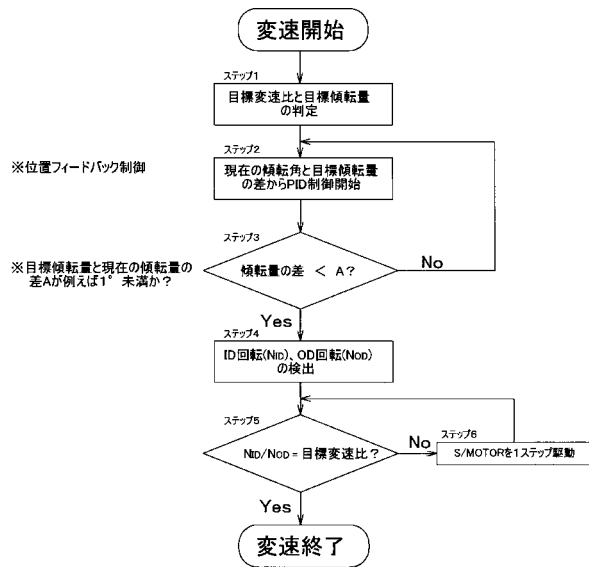 変速開始
ステップ1
目標変速比と目標傾転量
の判定
ステップ2
※位置フィードバック制御
現在の傾転角と目標傾転量
の差からPID制御開始
ステップ3
※目標傾転量と現在の傾転量の
差Aが例えば1°未満か?
傾転量の差 < A?
No
Yes
ステップ4
ID回転(NID)、OD回転(NOD)
の検出
ステップ5
NID/NOD=目標変速比?
No
ステップ6
S/MOTORを1ステップ駆動
Yes
変速終了